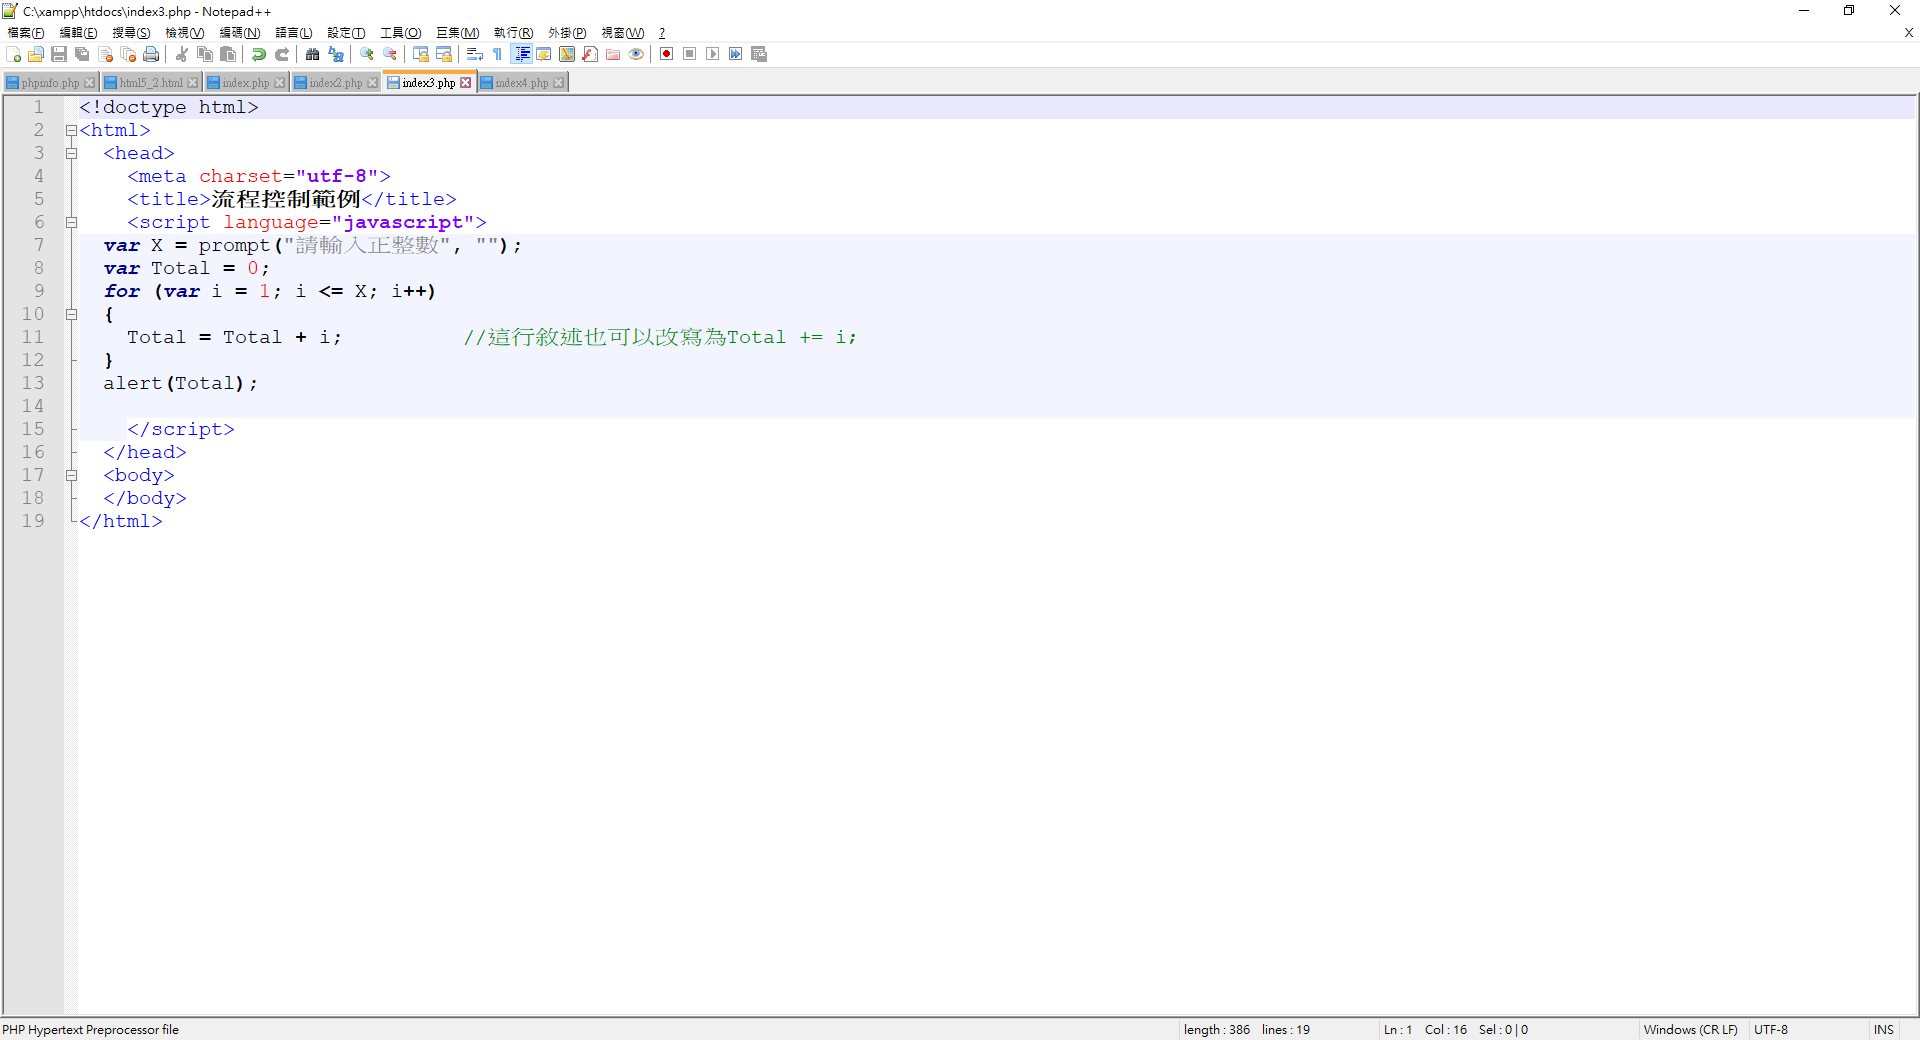 C:\xampp\htdocs\index3.php - Notepad++
檔案(F) 編輯(E) 搜尋(S) 檢視(V) 編碼(N) 語言(L) 設定(T) 工具(O) 巨集(M) 執行(R) 外掛(P) 視窗(W) ? X
phpinfo.php html5_2.html index.php index2.php index3.php index4.php
1 <!doctype html>
2 <html>
3 <head>
4 <meta charset="utf-8">
5 <title>流程控制範例</title>
6 <script language="javascript">
7 var X = prompt("請輸入正整數", "");
8 var Total = 0;
9 for (var i = 1; i <= X; i++)
10 {
11 Total = Total + i; //這行敘述也可以改寫為Total += i;
12 }
13 alert(Total);
14
15 </script>
16 </head>
17 <body>
18 </body>
19 </html>
PHP Hypertext Preprocessor file length : 386 lines : 19 Ln : 1 Col : 16 Sel : 0 | 0 Windows (CR LF) UTF-8 INS